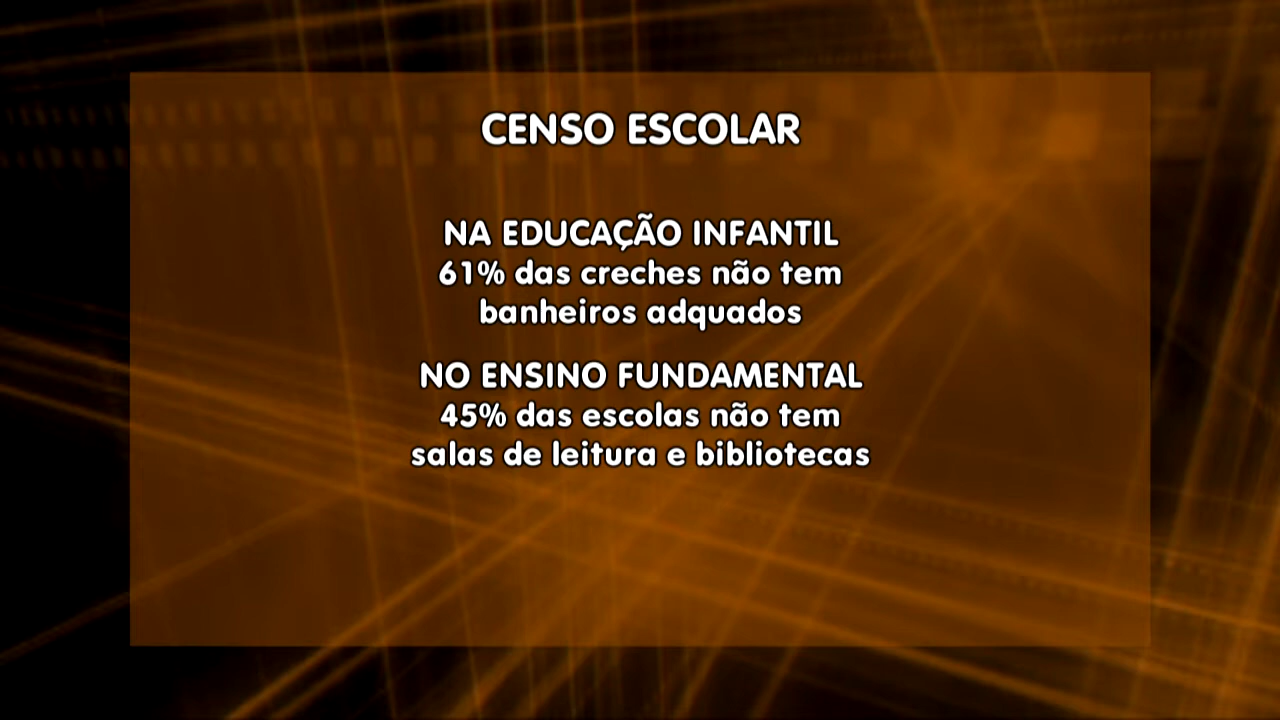 CENSO ESCOLAR
NA EDUCAÇÃO INFANTIL
61% das creches não tem
banheiros adquados
NO ENSINO FUNDAMENTAL
45% das escolas não tem
salas de leitura e bibliotecas